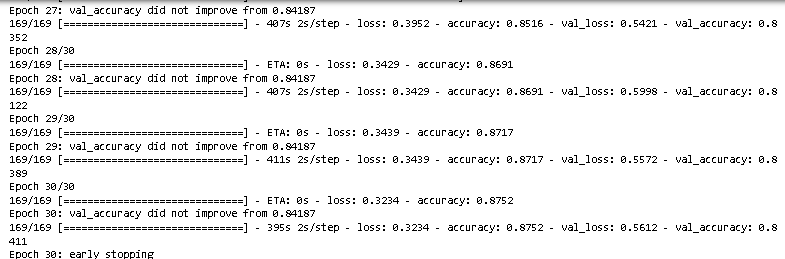 Epoch 27: val_accuracy did not improve from 0.84187
169/169 [==============================] - 407s 2s/step - loss: 0.3952 - accuracy: 0.8516 - val_loss: 0.5421 - val_accuracy: 0.8
352
Epoch 28/30
169/169 [==============================] - ETA: 0s - loss: 0.3429 - accuracy: 0.8691
Epoch 28: val_accuracy did not improve from 0.84187
169/169 [==============================] - 407s 2s/step - loss: 0.3429 - accuracy: 0.8691 - val_loss: 0.5998 - val_accuracy: 0.8
122
Epoch 29/30
169/169 [==============================] - ETA: 0s - loss: 0.3439 - accuracy: 0.8717
Epoch 29: val_accuracy did not improve from 0.84187
169/169 [==============================] - 411s 2s/step - loss: 0.3439 - accuracy: 0.8717 - val_loss: 0.5572 - val_accuracy: 0.8
389
Epoch 30/30
169/169 [==============================] - ETA: 0s - loss: 0.3234 - accuracy: 0.8752
Epoch 30: val_accuracy did not improve from 0.84187
169/169 [==============================] - 395s 2s/step - loss: 0.3234 - accuracy: 0.8752 - val_loss: 0.5612 - val_accuracy: 0.8
411
Epoch 30: early stopping